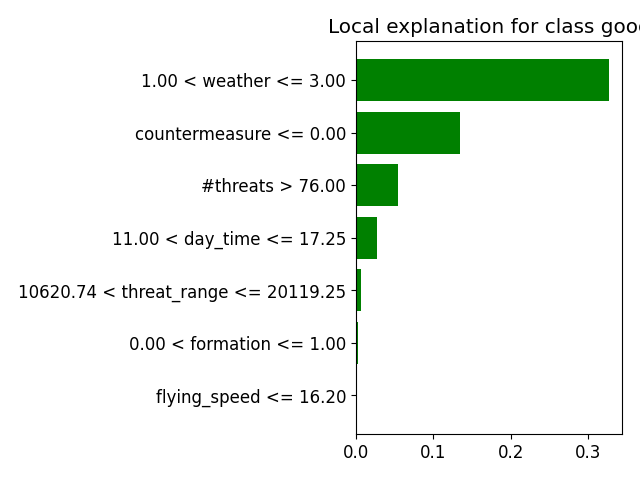 Local explanation for class good
1.00 < weather <= 3.00
countermeasure <= 0.00
#threats > 76.00
11.00 < day_time <= 17.25
10620.74 < threat_range <= 20119.25
0.00 < formation <= 1.00
flying_speed <= 16.20
0.0 0.1 0.2 0.3